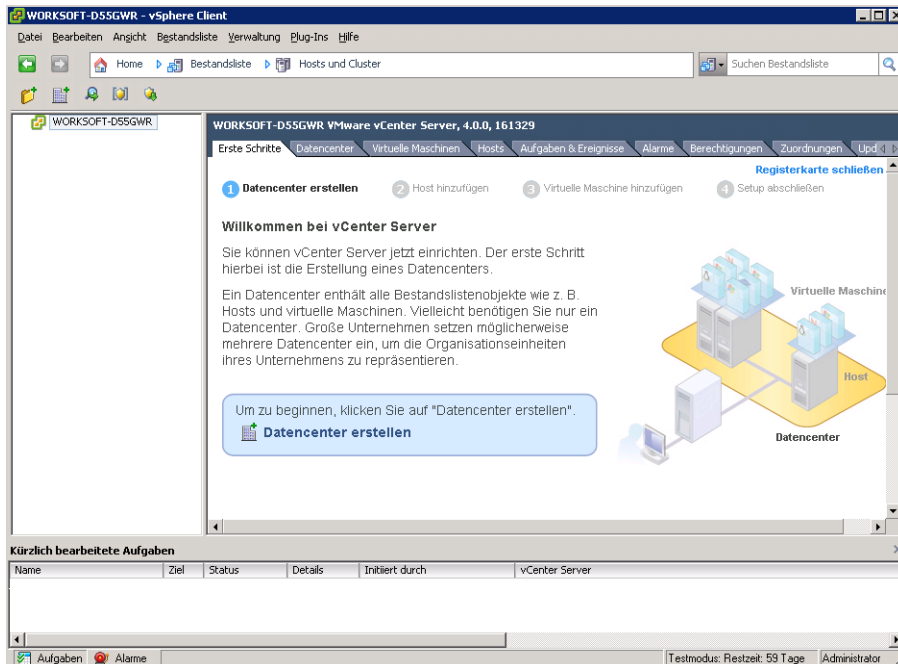 WORKSOFT-D55GWR - vSphere Client
Datei Bearbeiten Ansicht Bestandsliste Verwaltung Plug-Ins Hilfe
Home Bestandsliste Hosts und Cluster Suchen Bestandsliste
WORKSOFT-D55GWR
WORKSOFT-D55GWR VMware vCenter Server, 4.0.0, 161329
Erste Schritte Datencenter Virtuelle Maschinen Hosts Aufgaben & Ereignisse Alarme Berechtigungen Zuordnungen Upd
Registerkarte schließen
1 Datencenter erstellen 2 Host hinzufügen 3 Virtuelle Maschine hinzufügen 4 Setup abschließen
Willkommen bei vCenter Server
Sie können vCenter Server jetzt einrichten. Der erste Schritt
hierbei ist die Erstellung eines Datencenters.
Ein Datencenter enthält alle Bestandslistenobjekte wie z. B.
Hosts und virtuelle Maschinen. Vielleicht benötigen Sie nur ein
Datencenter. Große Unternehmen setzen möglicherweise
mehrere Datencenter ein, um die Organisationseinheiten
ihres Unternehmens zu repräsentieren.
Virtuelle Maschine
Host
Datencenter
Um zu beginnen, klicken Sie auf "Datencenter erstellen".
Datencenter erstellen
Kürzlich bearbeitete Aufgaben
Name Ziel Status Details Initiiert durch vCenter Server
Aufgaben Alarme Testmodus: Restzeit: 59 Tage Administrator